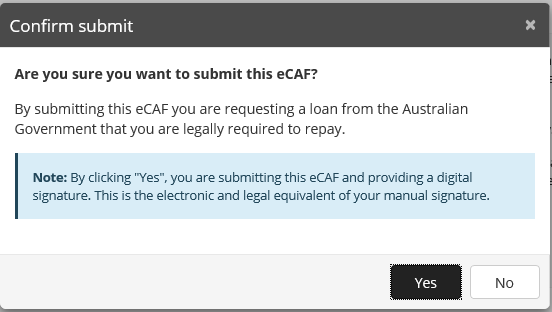 Confirm submit ×
Are you sure you want to submit this eCAF?
By submitting this eCAF you are requesting a loan from the Australian
Government that you are legally required to repay.
Note: By clicking "Yes", you are submitting this eCAF and providing a digital
signature. This is the electronic and legal equivalent of your manual signature.
Yes No